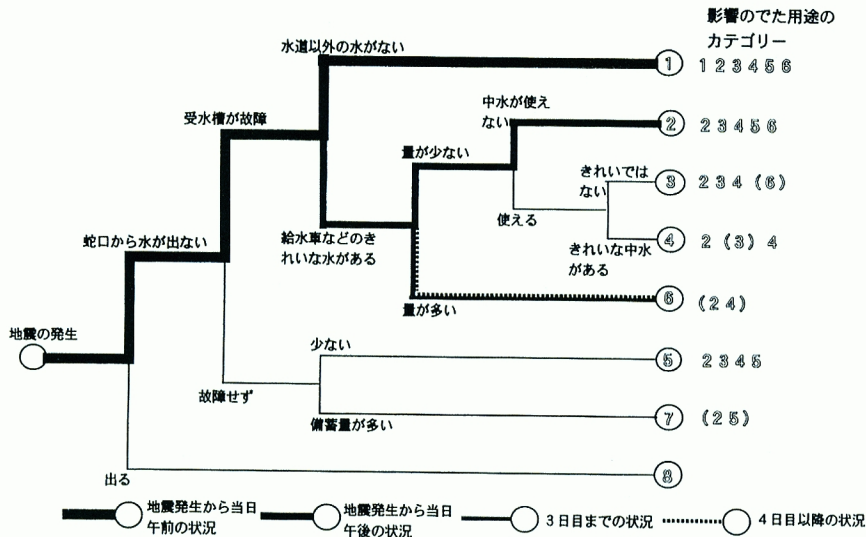 影響のでた用途の
カテゴリー
水道以外の水がない
① 1 2 3 4 5 6
受水槽が故障
中水が使え
ない
② 2 3 4 5 6
量が少ない
きれいでは
ない
③ 2 3 4 (6)
使える
蛇口から水が出ない
給水車などのき
れいな水がある
きれいな中水
がある
④ 2 (3) 4
量が多い
⑥ (2 4)
地震の発生
少ない
⑤ 2 3 4 5
故障せず
備蓄量が多い
⑦ (2 5)
出る
⑧
地震発生から当日
午前の状況
地震発生から当日
午後の状況
3日目までの状況
4日目以降の状況